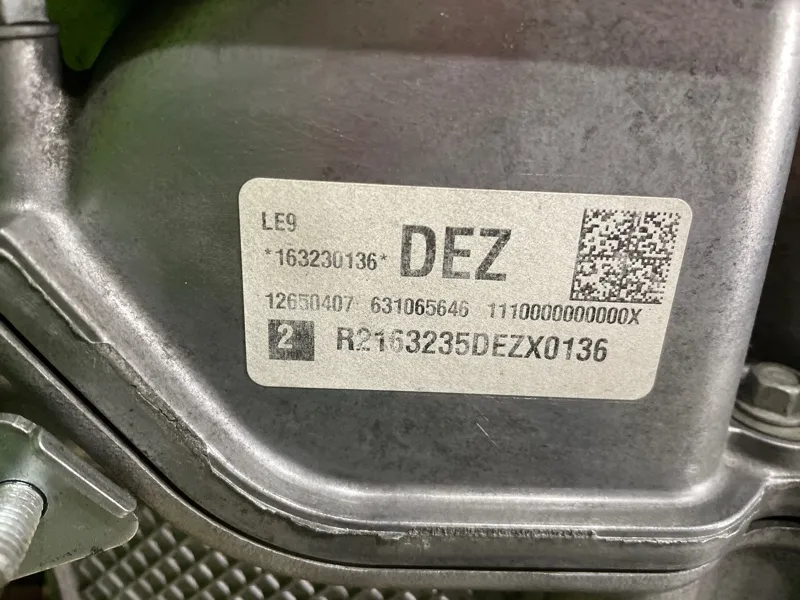 LE9
*163230136* DEZ
12650407 631065646 1110000000000X
2 R2163235DEZX0136